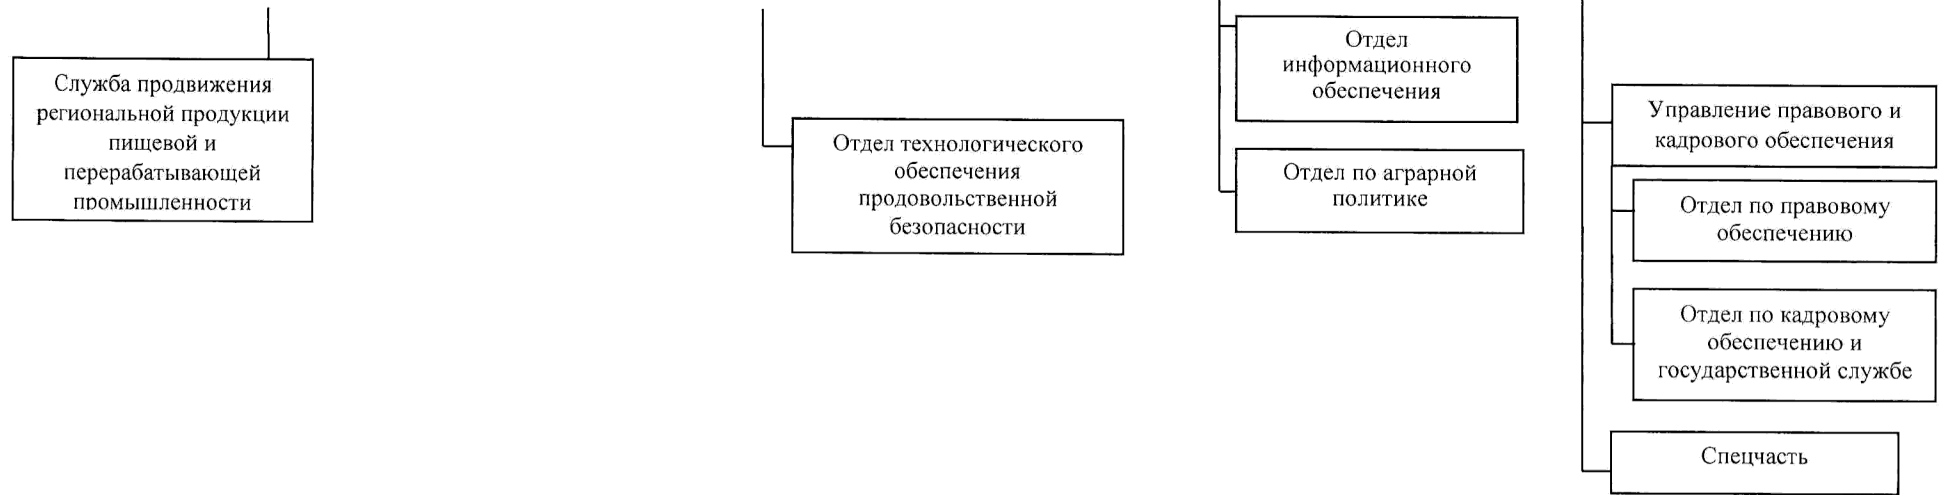 Служба продвижения
региональной продукции
пищевой и
перерабатывающей
промышленности
Отдел технологического
обеспечения
продовольственной
безопасности
Отдел
информационного
обеспечения
Отдел по аграрной
политике
Управление правового и
кадрового обеспечения
Отдел по правовому
обеспечению
Отдел по кадровому
обеспечению и
государственной службе
Спецчасть